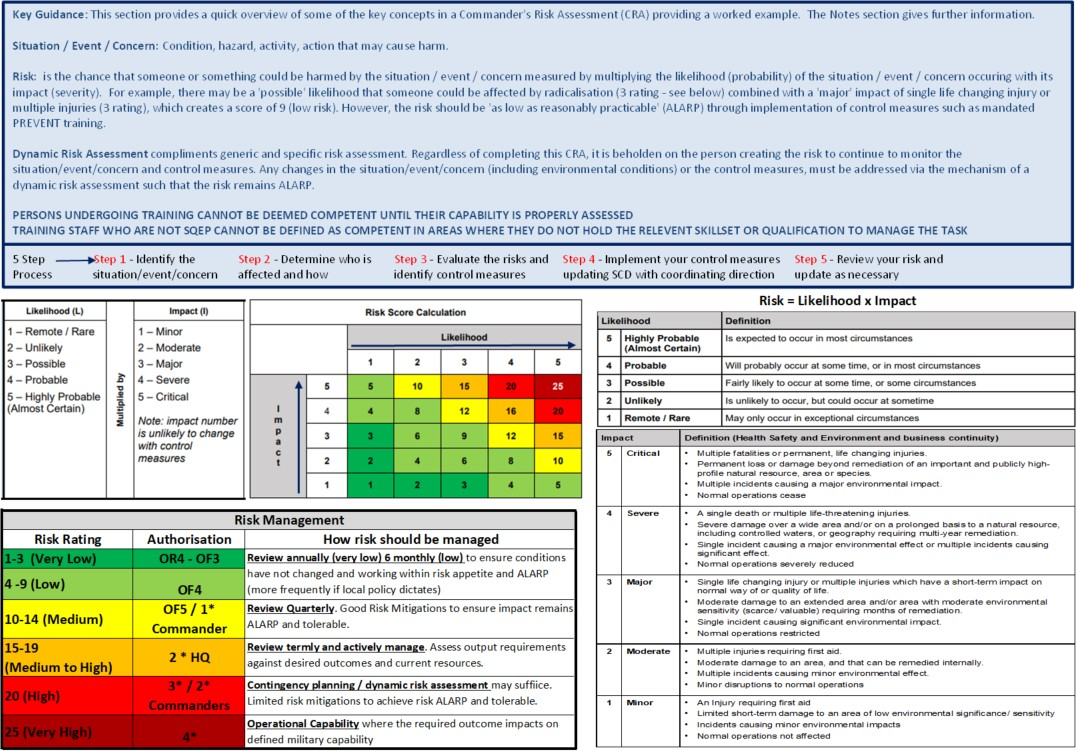 Key Guidance: This section provides a quick overview of some of the key concepts in a Commander's Risk Assessment (CRA) providing a worked example. The Notes section gives further information.
Situation / Event / Concern: Condition, hazard, activity, action that may cause harm.
Risk: is the chance that someone or something could be harmed by the situation / event / concern measured by multiplying the likelihood (probability) of the situation / event / concern occuring with its
impact (severity). For example, there may be a 'possible' likelihood that someone could be affected by radicalisation (3 rating - see below) combined with a 'major' impact of single life changing injury or
multiple injuries (3 rating), which creates a score of 9 (low risk). However, the risk should be 'as low as reasonably practicable' (ALARP) through implementation of control measures such as mandated
PREVENT training.
Dynamic Risk Assessment compliments generic and specific risk assessment. Regardless of completing this CRA, it is beholden on the person creating the risk to continue to monitor the
situation/event/concern and control measures. Any changes in the situation/event/concern (including environmental conditions) or the control measures, must be addressed via the mechanism of a
dynamic risk assessment such that the risk remains ALARP.
PERSONS UNDERGOING TRAINING CANNOT BE DEEMED COMPETENT UNTIL THEIR CAPABILITY IS PROPERLY ASSESSED
TRAINING STAFF WHO ARE NOT SQEP CANNOT BE DEFINED AS COMPETENT IN AREAS WHERE THEY DO NOT HOLD THE RELEVENT SKILLSET OR QUALIFICATION TO MANAGE THE TASK
5 Step
Process
Step 1 - Identify the
situation/event/concern
Step 2 - Determine who is
affected and how
Step 3 - Evaluate the risks and
identify control measures
Step 4 - Implement your control measures
updating SCD with coordinating direction
Step 5 - Review your risk and
update as necessary
Likelihood (L)
1 – Remote / Rare
2 – Unlikely
3 – Possible
4 – Probable
5 – Highly Probable
(Almost Certain)
Multiplied by
Impact (I)
1 – Minor
2 – Moderate
3 – Major
4 – Severe
5 – Critical
Note: impact number
is unlikely to change
with control
measures
Risk Score Calculation
Likelihood
1 2 3 4 5
Impact
5 5 10 15 20 25
4 4 8 12 16 20
3 3 6 9 12 15
2 2 4 6 8 10
1 1 2 3 4 5
Risk = Likelihood x Impact
Likelihood Definition
5 Highly Probable
(Almost Certain)
Is expected to occur in most circumstances
4 Probable Will probably occur at some time, or in most circumstances
3 Possible Fairly likely to occur at some time, or some circumstances
2 Unlikely Is unlikely to occur, but could occur at sometime
1 Remote / Rare May only occur in exceptional circumstances
Impact Definition (Health Safety and Environment and business continuity)
5 Critical
• Multiple fatalities or permanent, life changing injuries.
• Permanent loss or damage beyond remediation of an important and publicly high-
profile natural resource, area or species.
• Multiple incidents causing a major environmental impact.
• Normal operations cease
4 Severe
• A single death or multiple life-threatening injuries.
• Severe damage over a wide area and/or on a prolonged basis to a natural resource,
including controlled waters, or geography requiring multi-year remediation.
• Single incident causing a major environmental effect or multiple incidents causing
significant effect.
• Normal operations severely reduced
3 Major
• Single life changing injury or multiple injuries which have a short-term impact on
normal way of or quality of life.
• Moderate damage to an extended area and/or area with moderate environmental
sensitivity (scarce/ valuable) requiring months of remediation.
• Single incident causing significant environmental impact.
• Normal operations restricted
2 Moderate
• Multiple injuries requiring first aid.
• Moderate damage to an area, and that can be remedied internally.
• Multiple incidents causing minor environmental effect.
• Minor disruptions to normal operations
1 Minor
• An Injury requiring first aid
• Limited short-term damage to an area of low environmental significance/ sensitivity
• incidents causing minor environmental impacts
• Normal operations not affected
Risk Management
Risk Rating Authorisation How risk should be managed
1-3 (Very Low) OR4 - OF3
4 -9 (Low) OF4
Review annually (very low) 6 monthly (low) to ensure conditions
have not changed and working within risk appetite and ALARP
(more frequently if local policy dictates)
10-14 (Medium)
OF5 / 1*
Commander
Review Quarterly. Good Risk Mitigations to ensure impact remains
ALARP and tolerable.
15-19
(Medium to High)
2 * HQ
Review termly and actively manage. Assess output requirements
against desired outcomes and current resources.
20 (High)
3* / 2*
Commanders
Contingency planning / dynamic risk assessment may suffice.
Limited risk mitigations to achieve risk ALARP and tolerable.
25 (Very High)
4*
Operational Capability where the required outcome impacts on
defined military capability